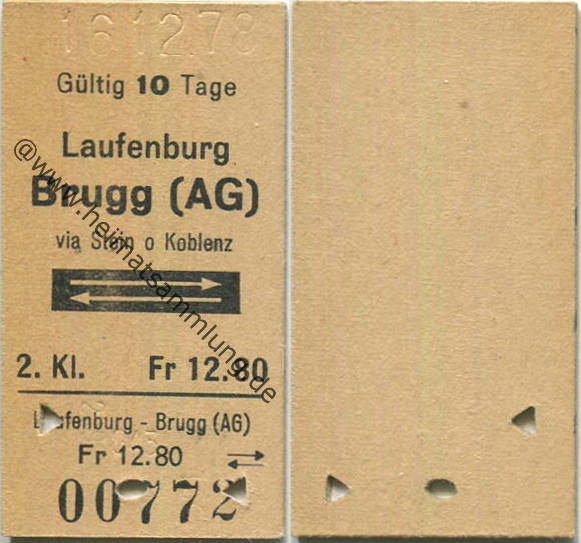 16.12.78
Gültig 10 Tage
Laufenburg
Brugg (AG)
via Stein o Koblenz
2. Kl. Fr 12.80
Laufenburg - Brugg (AG)
Fr 12.80
00772
@www.heimatsammlung.de